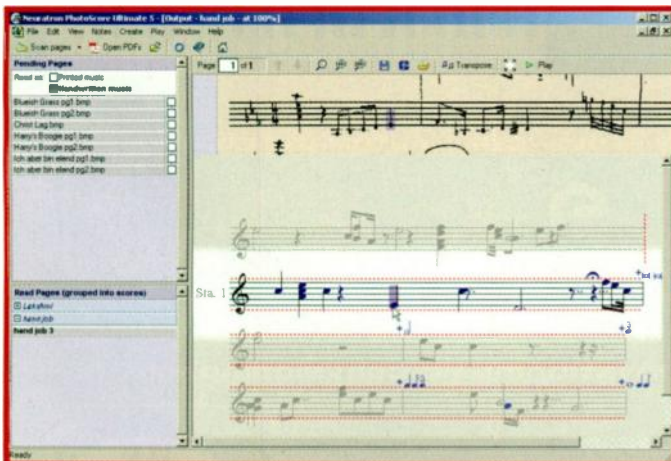 Neuratron PhotoScore Ultimate 5 - [Output - hand job - at 100%]
File Edit View Notes Create Play Window Help
Scan pages Open PDFs
Pending Pages
Page 1 of 1 Transpose Play
Read as: Printed music
Handwritten music
Blueish Grass pg1.bmp
Blueish Grass pg2.bmp
Christ Lag.bmp
Harry's Boogie pg1.bmp
Harry's Boogie pg2.bmp
Ich aber bin elend pg1.bmp
Ich aber bin elend pg2.bmp
Read Pages (grouped into scores)
Sta. 1
hand job
hand job 3
Ready